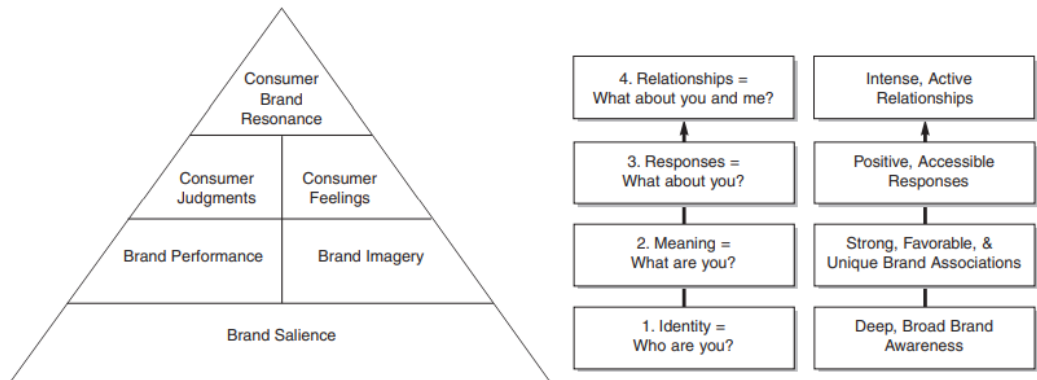 Consumer
Brand
Resonance
Consumer
Judgments
Consumer
Feelings
Brand Performance
Brand Imagery
Brand Salience
4. Relationships =
What about you and me?
Intense, Active
Relationships
3. Responses =
What about you?
Positive, Accessible
Responses
2. Meaning =
What are you?
Strong, Favorable, &
Unique Brand Associations
1. Identity =
Who are you?
Deep, Broad Brand
Awareness